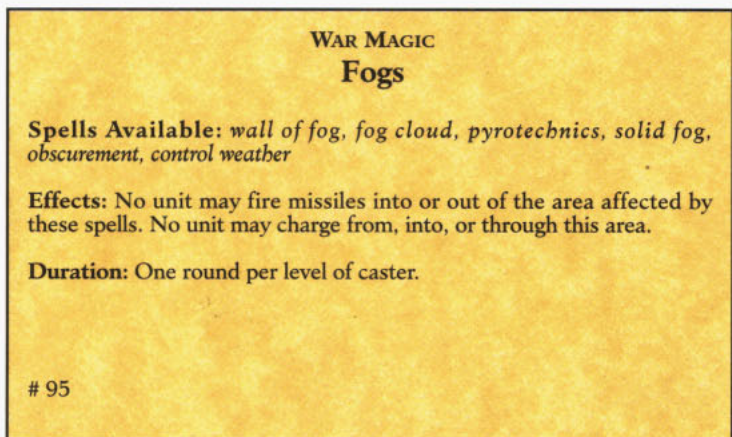 WAR MAGIC
Fogs
Spells Available: wall of fog, fog cloud, pyrotechnics, solid fog,
obscurement, control weather
Effects: No unit may fire missiles into or out of the area affected by
these spells. No unit may charge from, into, or through this area.
Duration: One round per level of caster.
# 95